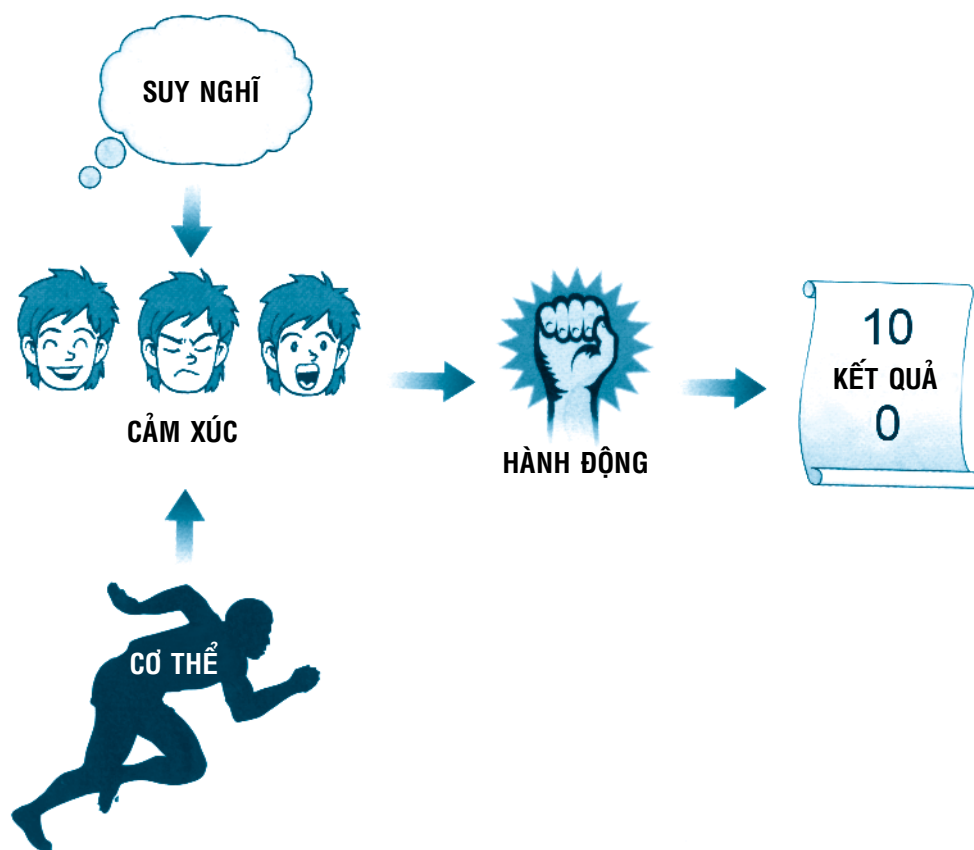 SUY NGHĨ
CẢM XÚC
HÀNH ĐỘNG
10
KẾT QUẢ
0
CƠ THỂ